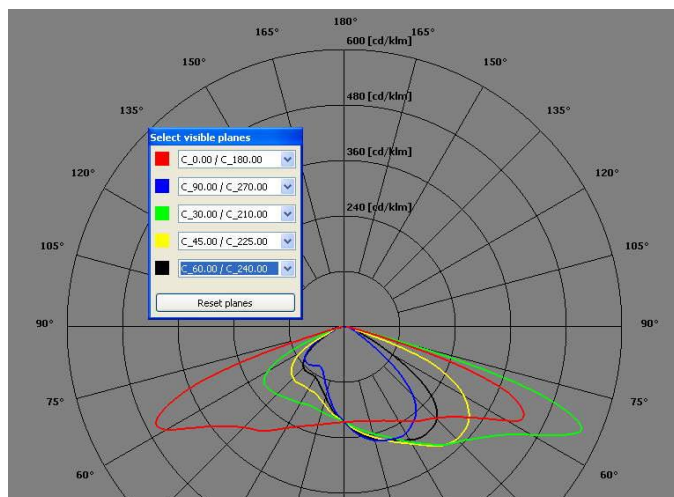 180°
165°
165°
600 [cd/klm]
150°
150°
480 [cd/klm]
135°
135°
Select visible planes
360 [cd/klm]
C_0.00 / C_180.00
120°
120°
C_90.00 / C_270.00
240 [cd/klm]
C_30.00 / C_210.00
105°
105°
C_45.00 / C_225.00
C_60.00 / C_240.00
Reset planes
90°
90°
75°
75°
60°
60°